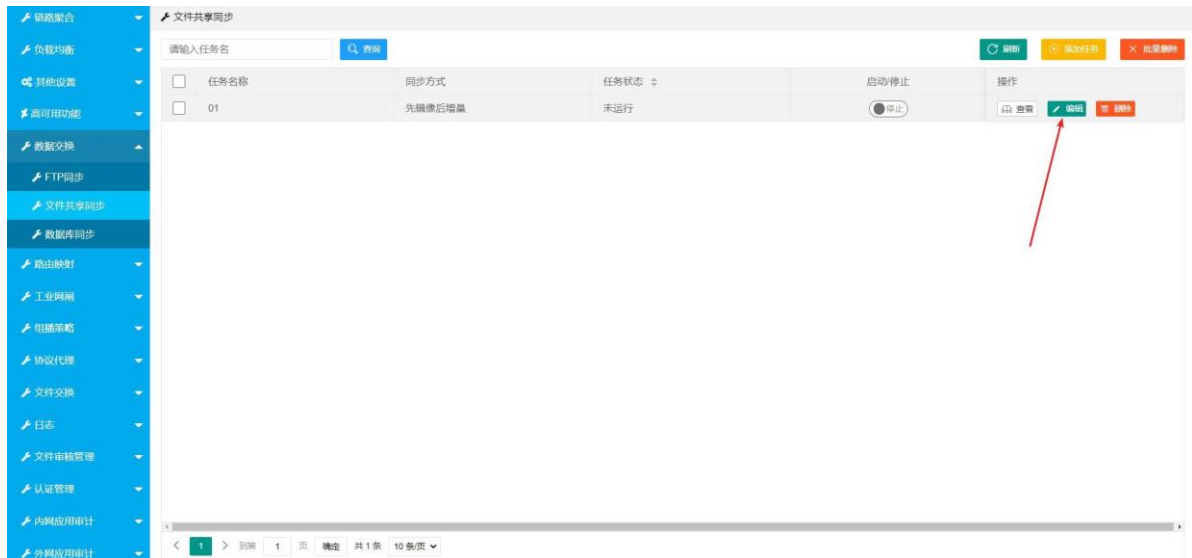 链路聚合
文件共享同步
负载均衡
请输入任务名 查询 刷新 添加任务 批量删除
其他设置
任务名称 同步方式 任务状态 启动/停止 操作
高可用功能
01 先镜像后增量 未运行 停止 查看 编辑 删除
数据交换
FTP同步
文件共享同步
数据库同步
路由映射
工业网闸
组播策略
协议代理
文件交换
日志
文件审核管理
认证管理
内网应用审计
外网应用审计
1 到第 1 页 确定 共 1 条 10 条/页